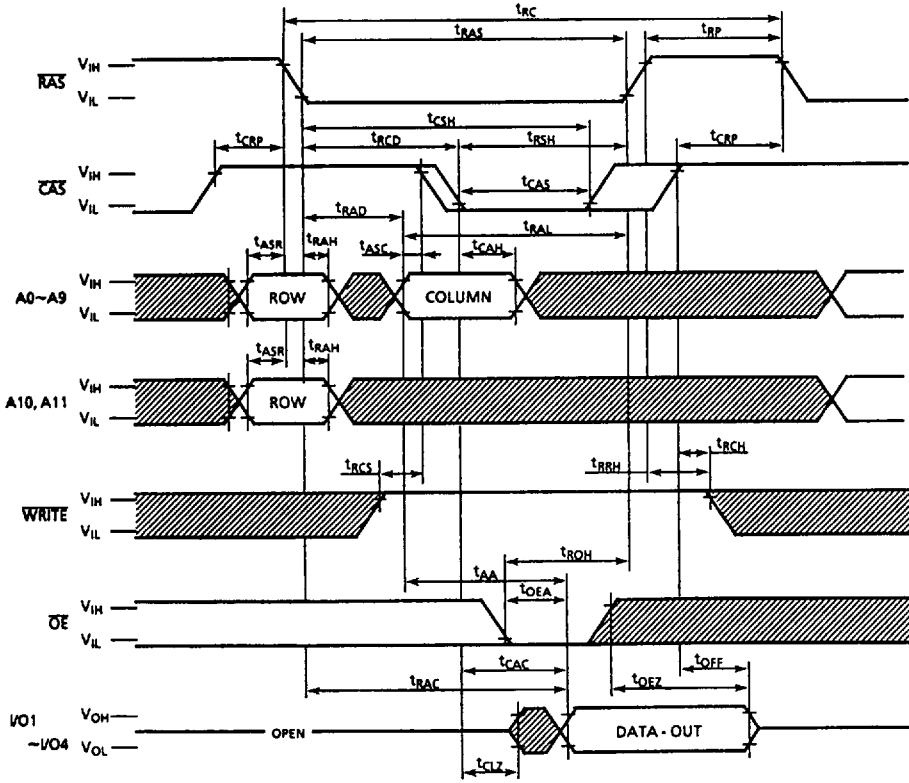 tRC
tRAS
tRP
RAS
VIH
VIL
tCSH
tCRP
tRCD
tRSH
tCRP
CAS
VIH
VIL
tCAS
tRAD
tRAL
tASR
tRAH
tASC
tCAH
A0~A9
VIH
VIL
ROW
COLUMN
tASR
tRAH
A10, A11
VIH
VIL
ROW
tRCS
tRRH
tRCH
WRITE
VIH
VIL
tROH
tAA
tOEA
OE
VIH
VIL
tCAC
tOFF
tRAC
tOEZ
I/O1
~I/O4
VOH
VOL
OPEN
DATA - OUT
tCLZ